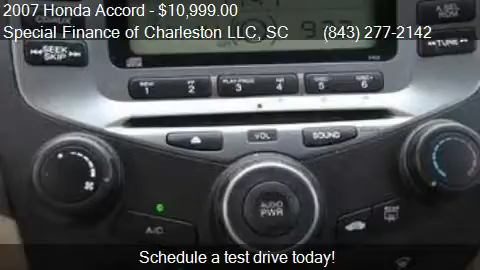 2007 Honda Accord - $10,999.00
Special Finance of Charleston LLC, SC (843) 277-2142
A.SEL
SEEK
SKIP
TUNE
1 2 3 4 5 6
VOL
SOUND
AUDIO
PWR
A/C
Schedule a test drive today!